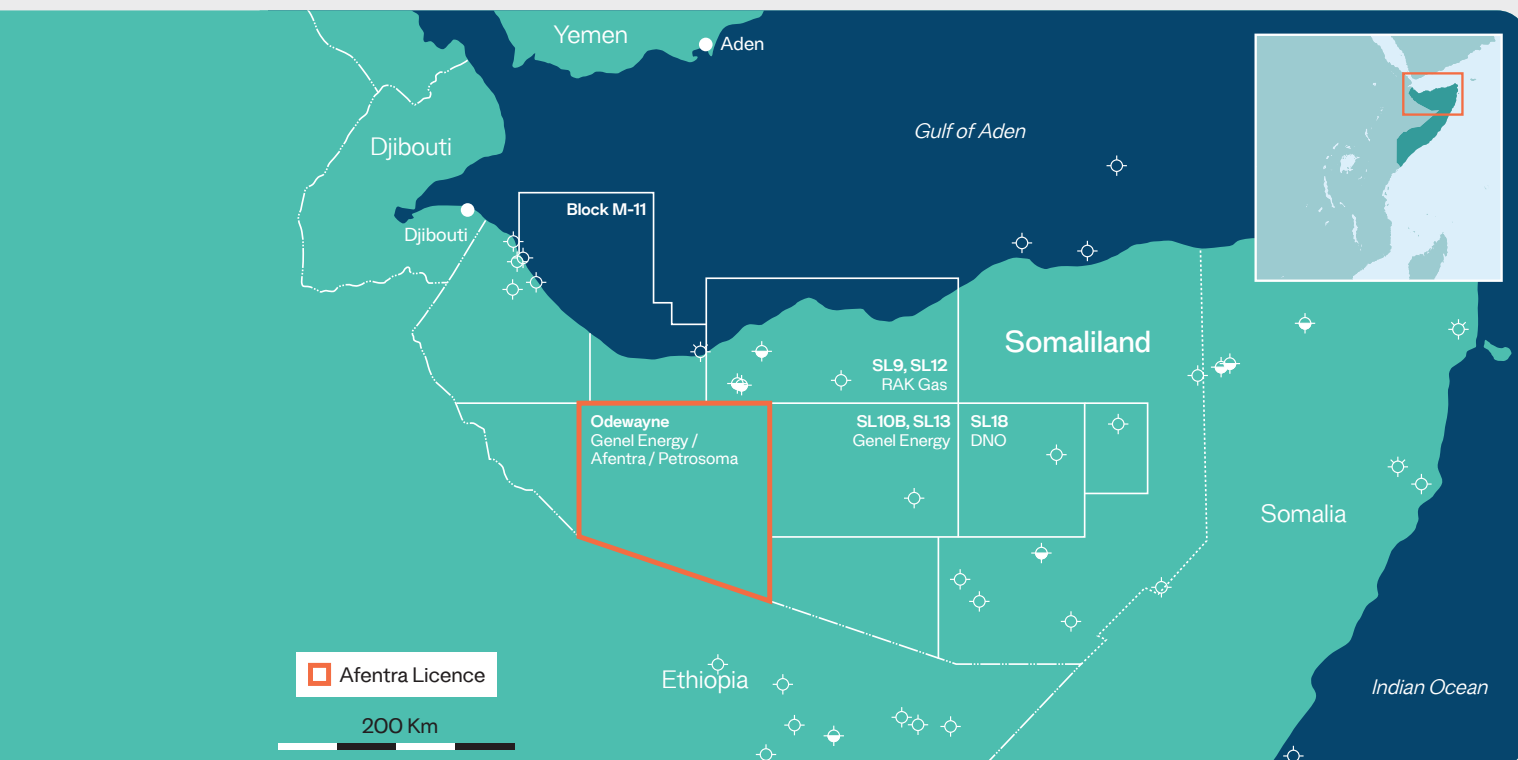 Yemen
Aden
Gulf of Aden
Djibouti
Djibouti
Block M-11
Somaliland
SL9, SL12
RAK Gas
Odewayne
Genel Energy /
Afentra / Petrosoma
SL10B, SL13
Genel Energy
SL18
DNO
Somalia
Ethiopia
Indian Ocean
Afentra Licence
200 Km